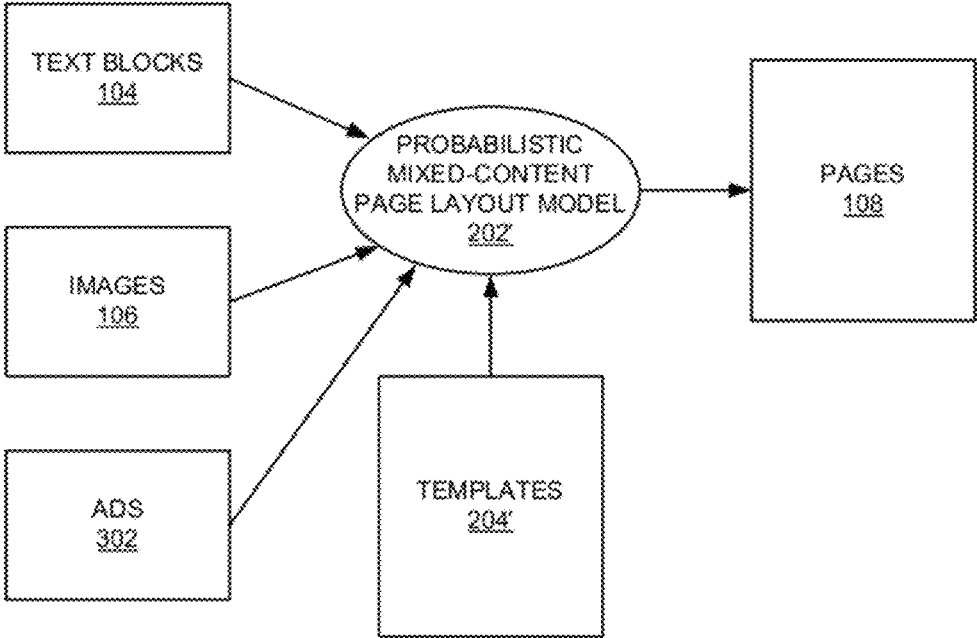 TEXT BLOCKS
104
IMAGES
106
ADS
302
PROBABILISTIC
MIXED-CONTENT
PAGE LAYOUT MODEL
202'
TEMPLATES
204'
PAGES
108